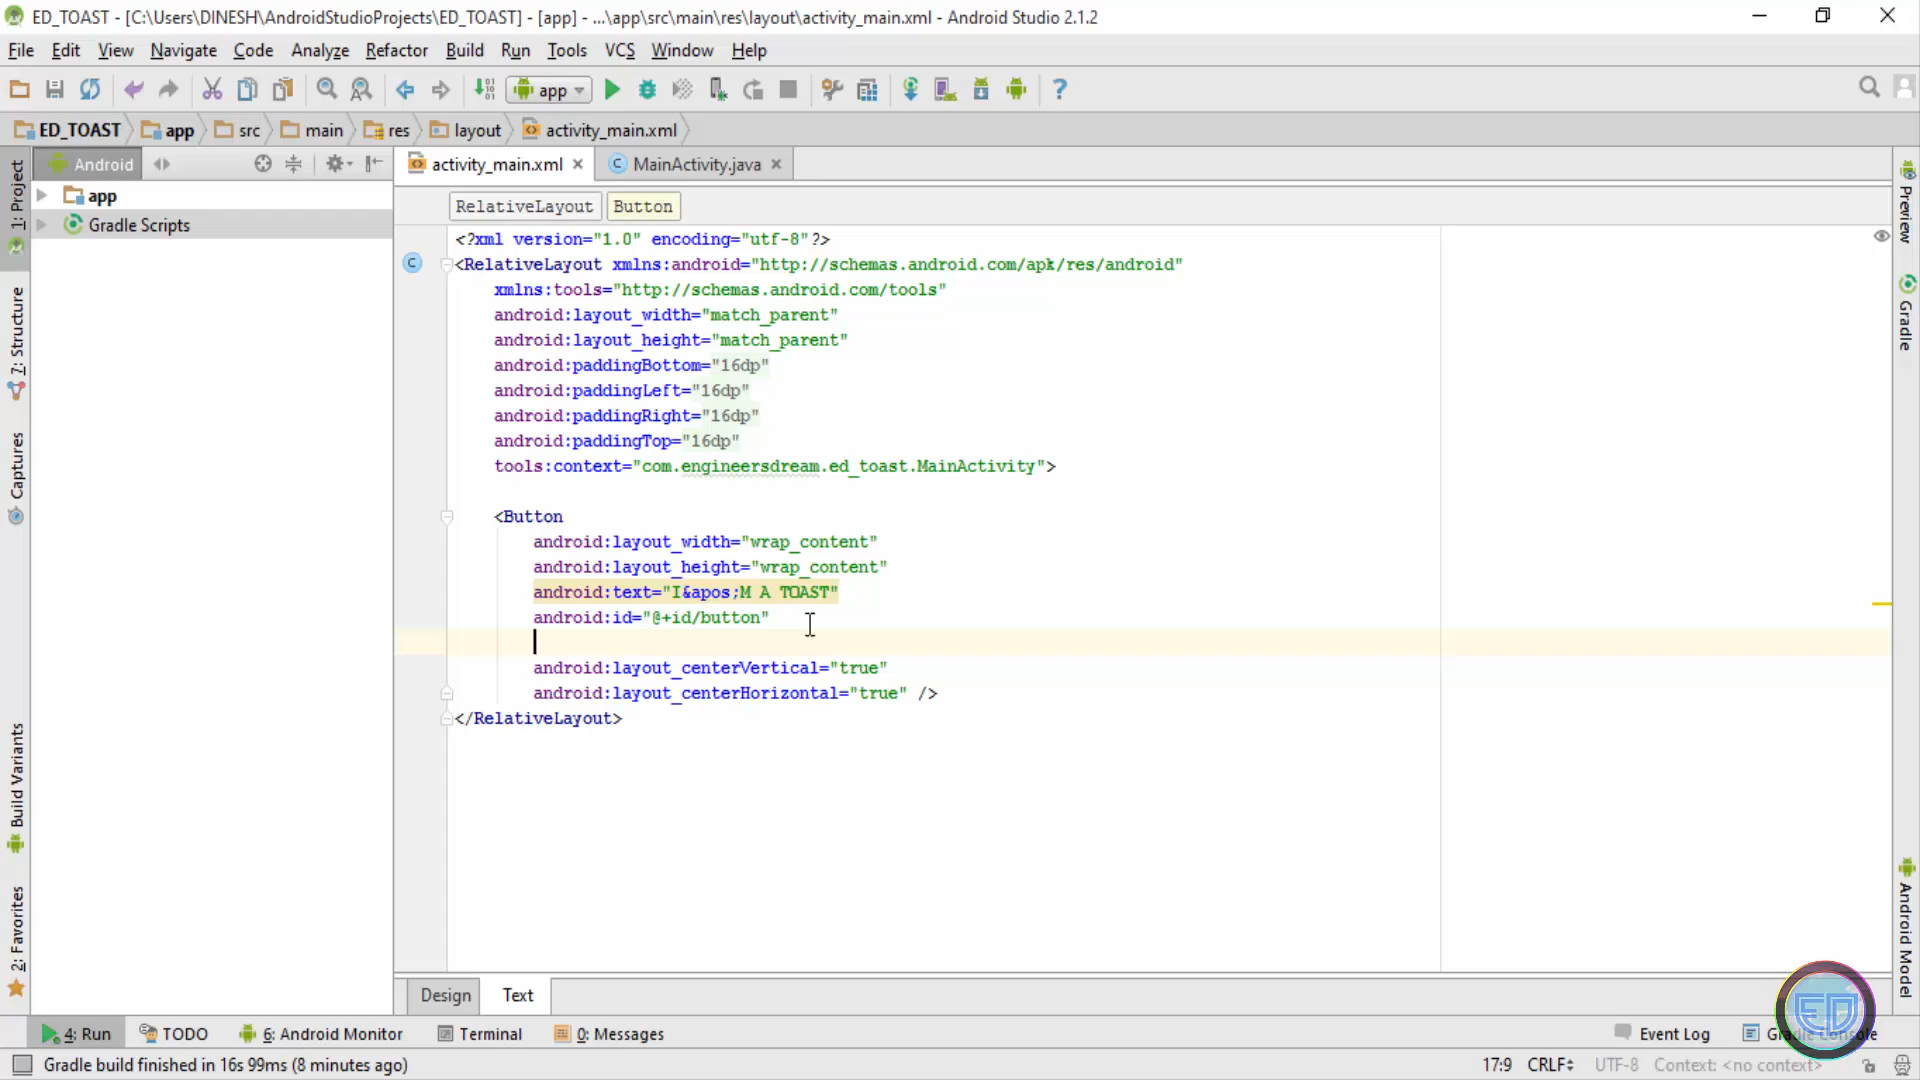 ED_TOAST - [C:\Users\DINESH\AndroidStudioProjects\ED_TOAST] - [app] - ...\app\src\main\res\layout\activity_main.xml - Android Studio 2.1.2
File Edit View Navigate Code Analyze Refactor Build Run Tools VCS Window Help
app
ED_TOAST app src main res layout activity_main.xml
Android
activity_main.xml
MainActivity.java
app
Gradle Scripts
RelativeLayout Button
<?xml version="1.0" encoding="utf-8"?>
<RelativeLayout xmlns:android="http://schemas.android.com/apk/res/android"
xmlns:tools="http://schemas.android.com/tools"
android:layout_width="match_parent"
android:layout_height="match_parent"
android:paddingBottom="16dp"
android:paddingLeft="16dp"
android:paddingRight="16dp"
android:paddingTop="16dp"
tools:context="com.engineersdream.ed_toast.MainActivity">
<Button
android:layout_width="wrap_content"
android:layout_height="wrap_content"
android:text="I&apos;M A TOAST"
android:id="@+id/button"
android:layout_centerVertical="true"
android:layout_centerHorizontal="true" />
</RelativeLayout>
1: Project
7: Structure
Captures
Build Variants
2: Favorites
Preview
Gradle
Android Model
Design Text
4: Run TODO 6: Android Monitor Terminal 0: Messages Event Log Gradle Console
Gradle build finished in 16s 99ms (8 minutes ago) 17:9 CRLF UTF-8 Context: <no context>
ED